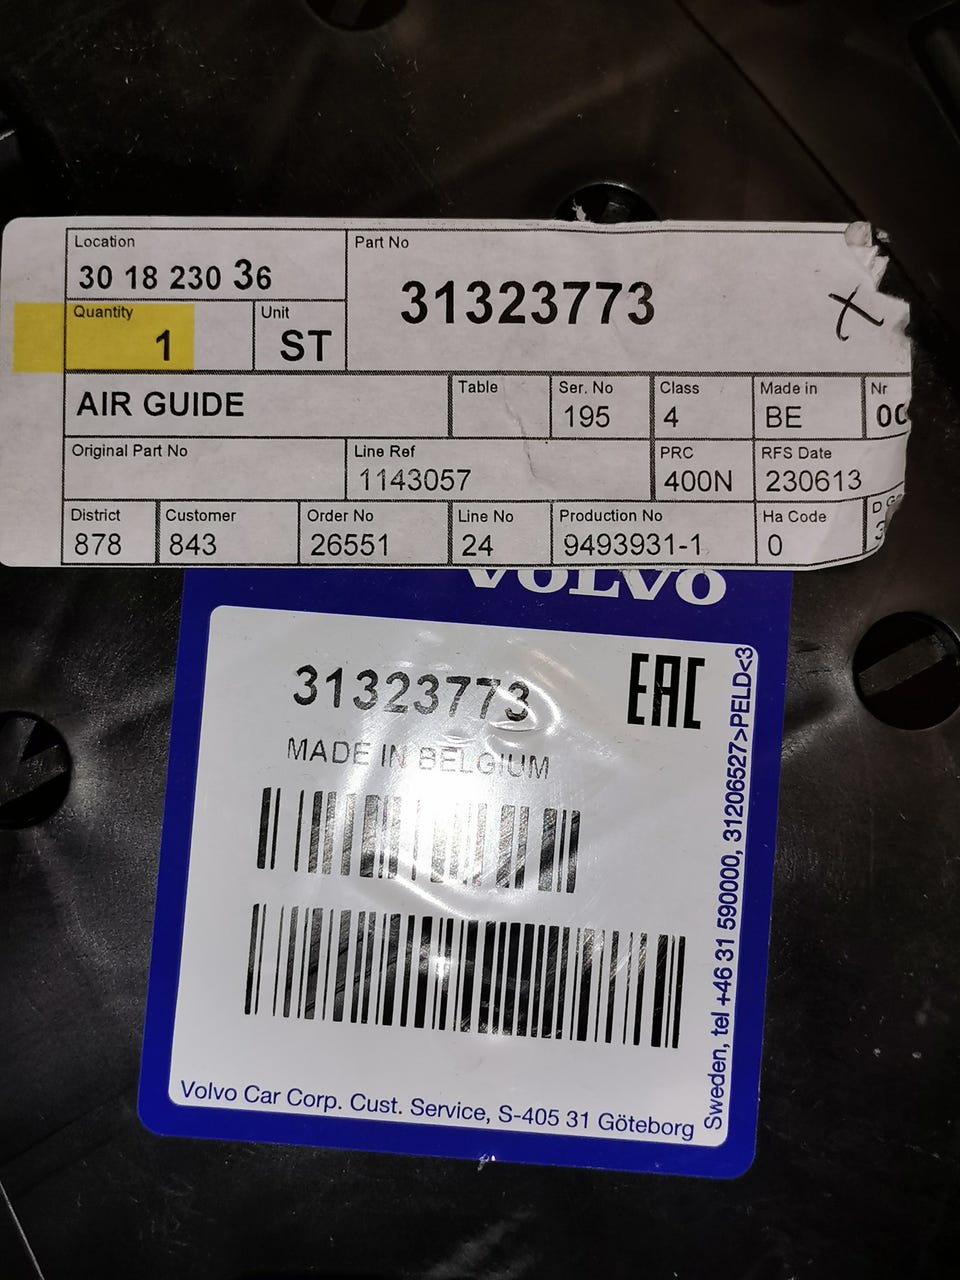 Location
30 18 230 36
Part No
31323773
X
Quantity
1
Unit
ST
AIR GUIDE
Table
Ser. No
195
Class
4
Made in
BE
Nr
Original Part No
Line Ref
1143057
PRC
400N
RFS Date
230613
District
878
Customer
843
Order No
26551
Line No
24
Production No
9493931-1
Ha Code
0
VOLVO
31323773
EAC
MADE IN BELGIUM
Volvo Car Corp. Cust. Service, S-405 31 Göteborg
Sweden, tel +46 31 590000, 31206527>PELD<3